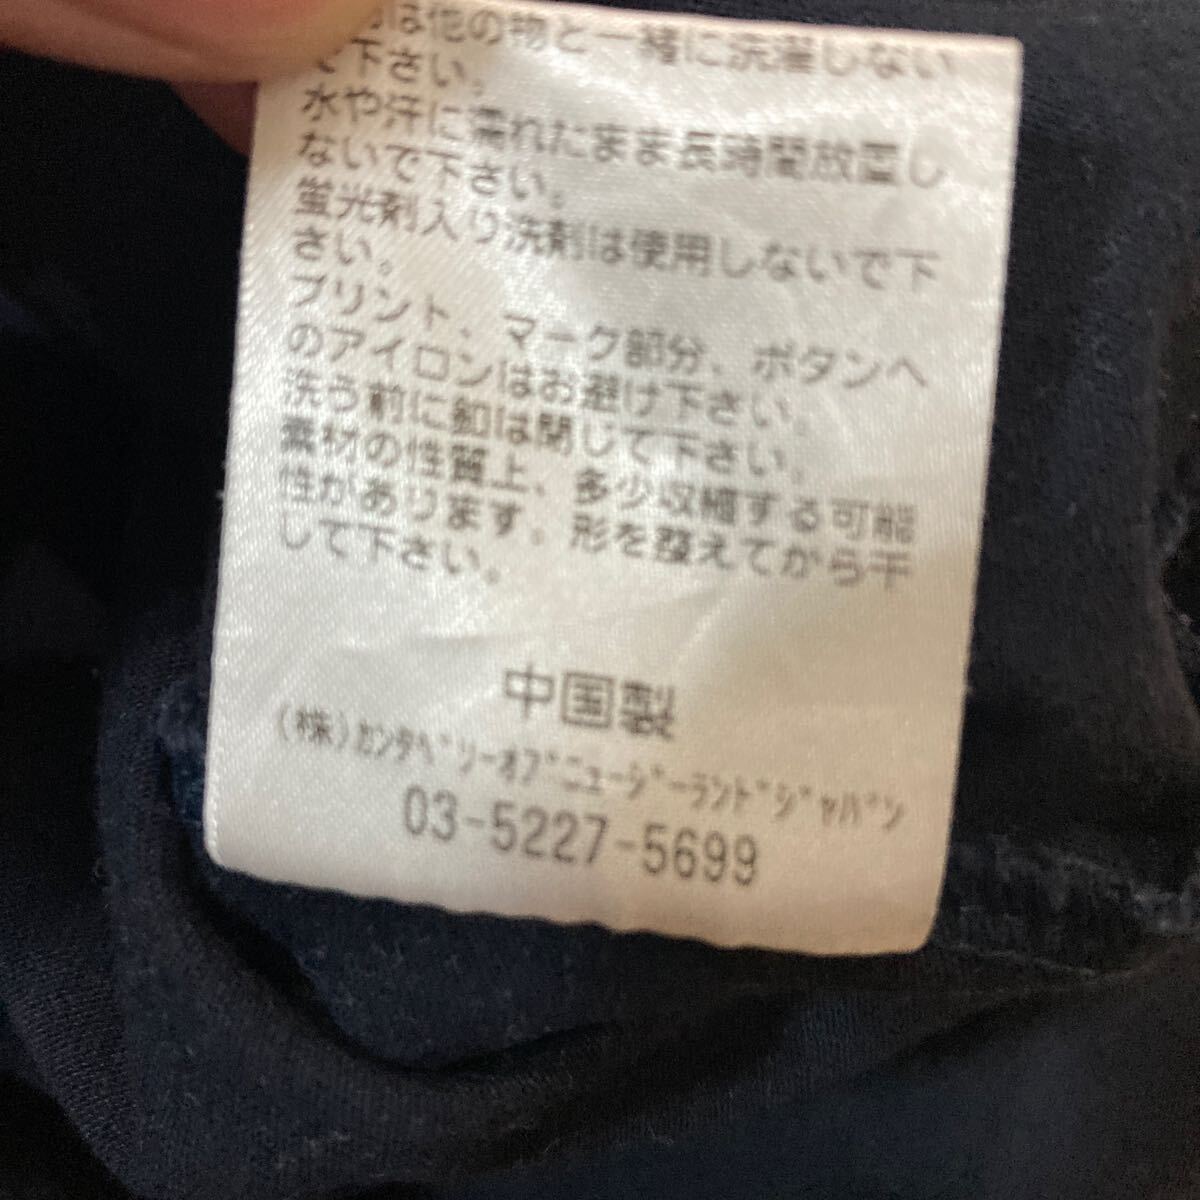 は他の物と一緒に洗濯しない
で下さい。
水や汗に濡れたまま長時間放置し
ないで下さい。
蛍光剤入り洗剤は使用しないで下
さい。
プリント、マーク部分、ボタンへ
のアイロンはお避け下さい。
洗う前に釦は閉じて下さい。
素材の性質上、多少収縮する可能
性があります。形を整えてから干
して下さい。
中国製
(株)ｶﾝﾀﾍﾞﾘｰｵﾌﾞﾆｭｰｼﾞｰﾗﾝﾄﾞｼﾞｬﾊﾟﾝ
03-5227-5699